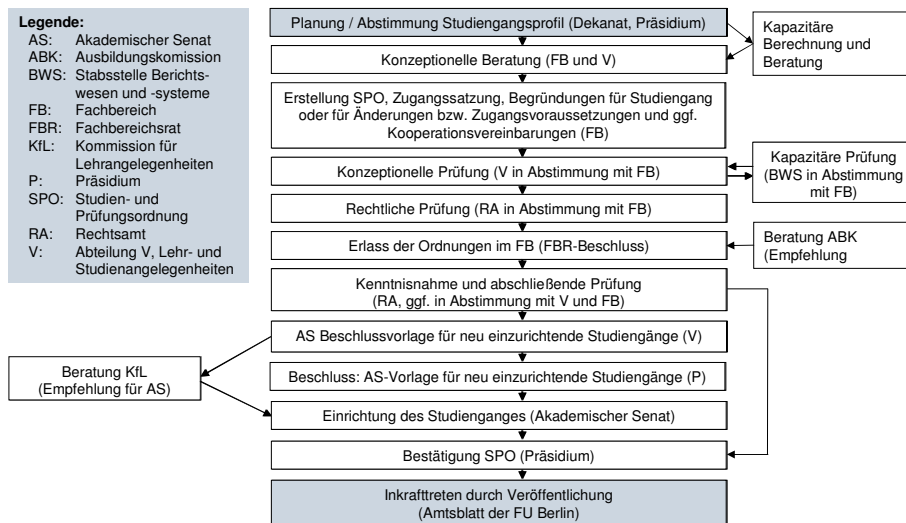 Legende:
AS: Akademischer Senat
ABK: Ausbildungskomission
BWS: Stabsstelle Berichts-
wesen und -systeme
FB: Fachbereich
FBR: Fachbereichsrat
KfL: Kommission für
Lehrangelegenheiten
P: Präsidium
SPO: Studien- und
Prüfungsordnung
RA: Rechtsamt
V: Abteilung V, Lehr- und
Studienangelegenheiten
Planung / Abstimmung Studiengangsprofil (Dekanat, Präsidium)
Kapazitäre
Berechnung und
Beratung
Konzeptionelle Beratung (FB und V)
Erstellung SPO, Zugangssatzung, Begründungen für Studiengang
oder für Änderungen bzw. Zugangsvoraussetzungen und ggf.
Kooperationsvereinbarungen (FB)
Konzeptionelle Prüfung (V in Abstimmung mit FB)
Kapazitäre Prüfung
(BWS in Abstimmung
mit FB)
Rechtliche Prüfung (RA in Abstimmung mit FB)
Erlass der Ordnungen im FB (FBR-Beschluss)
Beratung ABK
(Empfehlung
Kenntnisnahme und abschließende Prüfung
(RA, ggf. in Abstimmung mit V und FB)
AS Beschlussvorlage für neu einzurichtende Studiengänge (V)
Beratung KfL
(Empfehlung für AS)
Beschluss: AS-Vorlage für neu einzurichtende Studiengänge (P)
Einrichtung des Studienganges (Akademischer Senat)
Bestätigung SPO (Präsidium)
Inkrafttreten durch Veröffentlichung
(Amtsblatt der FU Berlin)